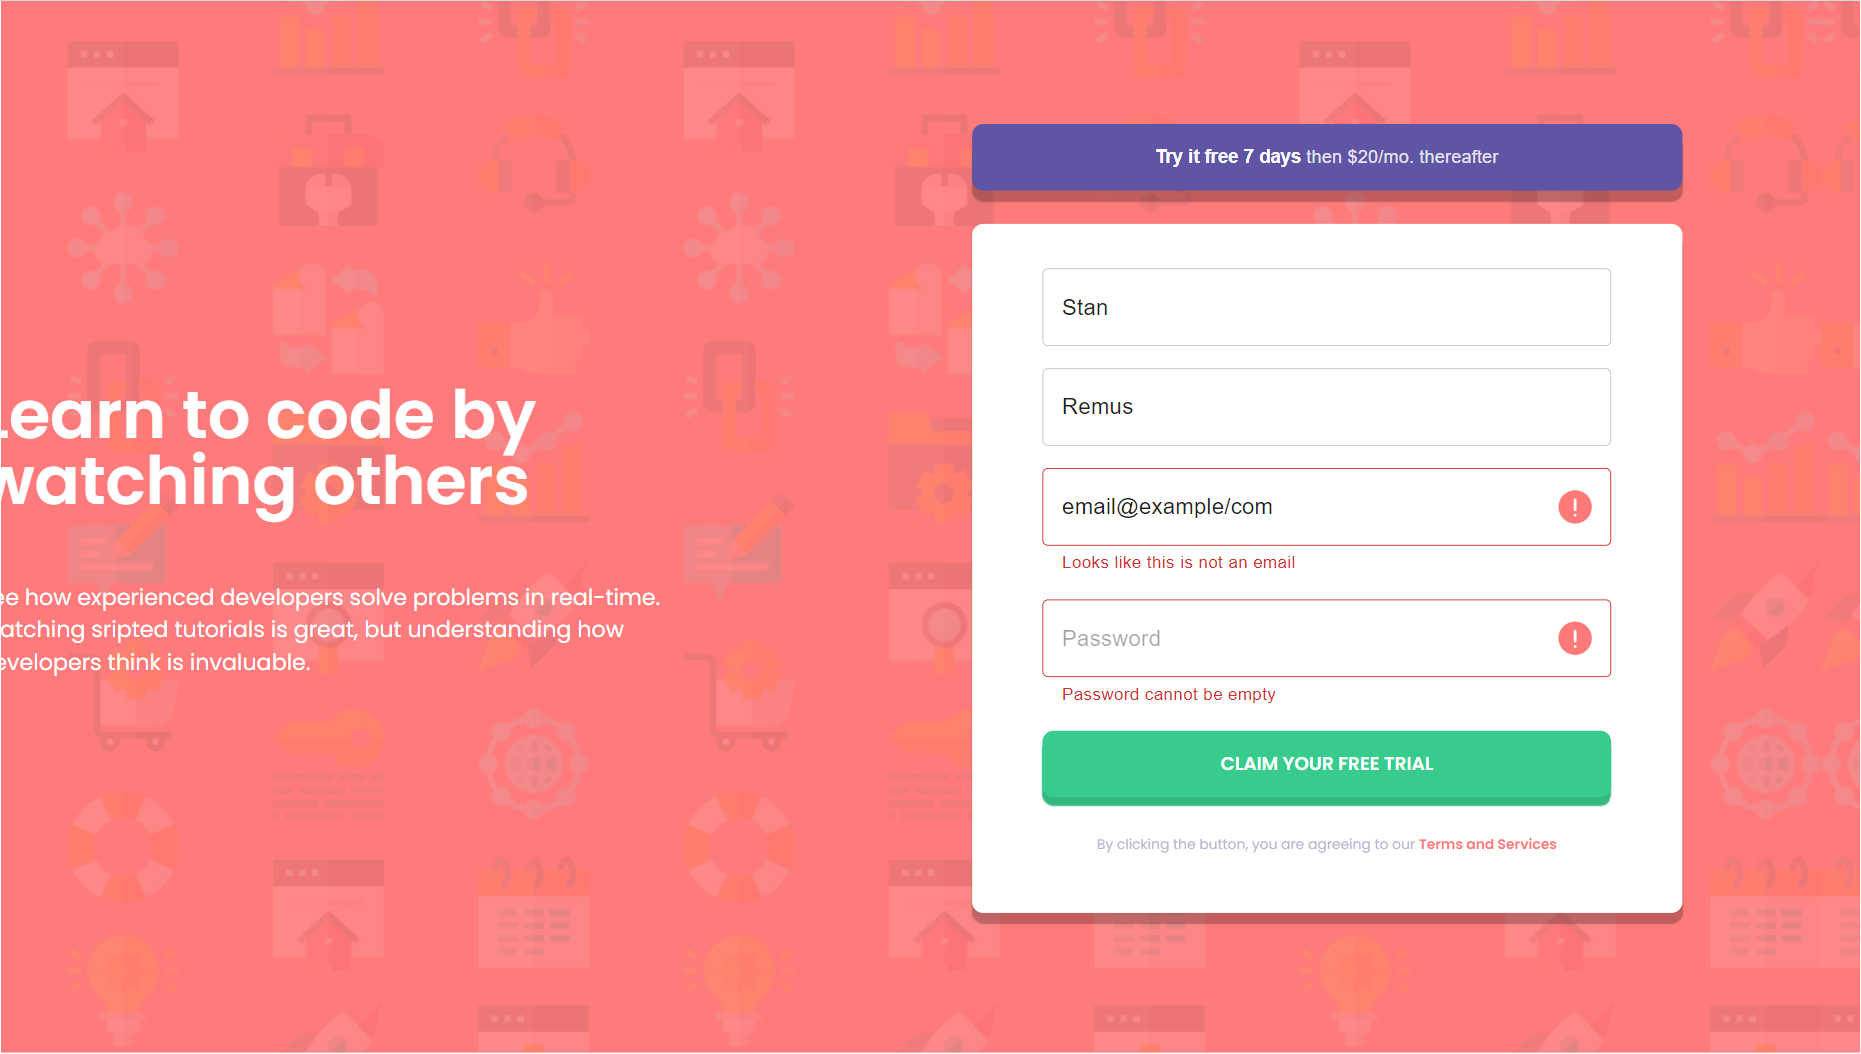 Learn to code by
watching others
ee how experienced developers solve problems in real-time.
atching sripted tutorials is great, but understanding how
evelopers think is invaluable.
Try it free 7 days then $20/mo. thereafter
Stan
Remus
email@example/com
Looks like this is not an email
Password
Password cannot be empty
CLAIM YOUR FREE TRIAL
By clicking the button, you are agreeing to our Terms and Services